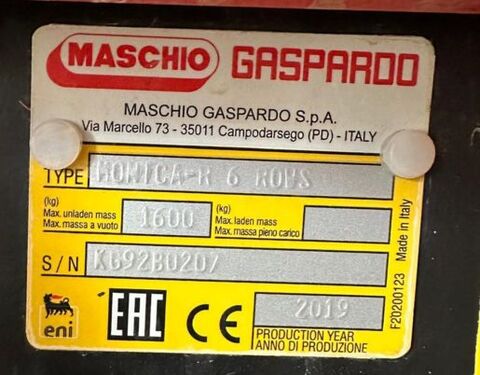 MASCHIO GASPARDO
MASCHIO GASPARDO S.p.A.
Via Marcello 73 - 35011 Campodarsego (PD) - ITALY
TYPE MONICA-R 6 ROWS
(kg) Max. unladen mass Max. massa a vuoto 1600 (kg) Max. laden mass Max. massa pieno carico
S/N K692B0207
eni EAC CE 2019
PRODUCTION YEAR
ANNO DI PRODUZIONE
F20200123 Made in Italy